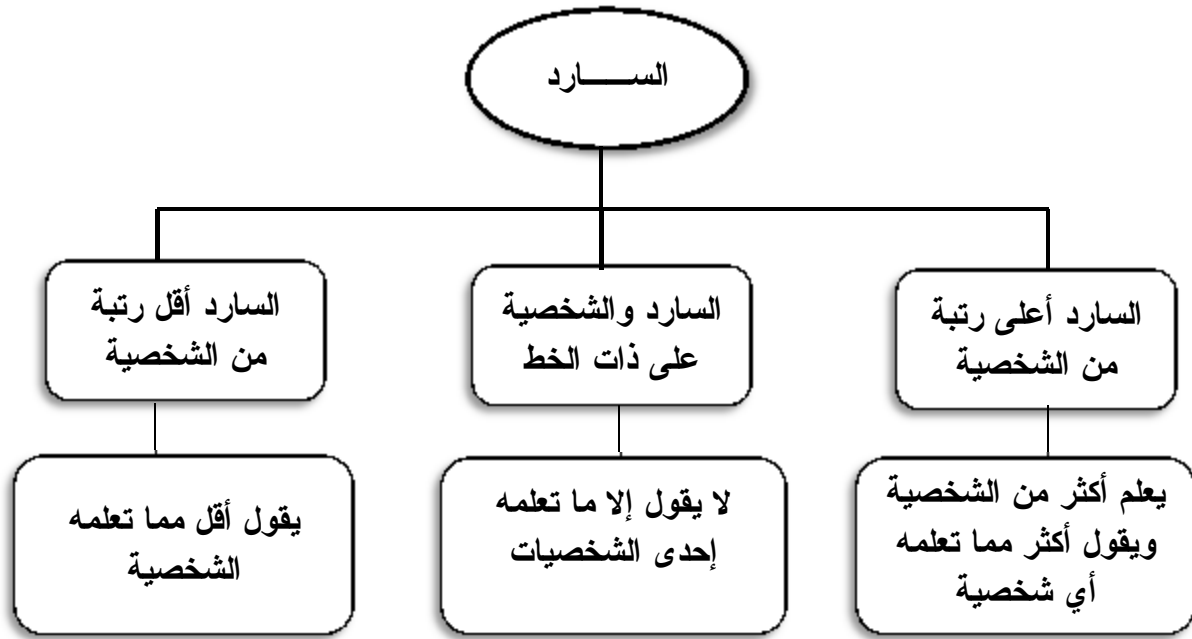 الســـــارد
السارد أعلى رتبة
من الشخصية
السارد والشخصية
على ذات الخط
السارد أقل رتبة
من الشخصية
يعلم أكثر من الشخصية
ويقول أكثر مما تعلمه
أي شخصية
لا يقول إلا ما تعلمه
إحدى الشخصيات
يقول أقل مما تعلمه
الشخصية